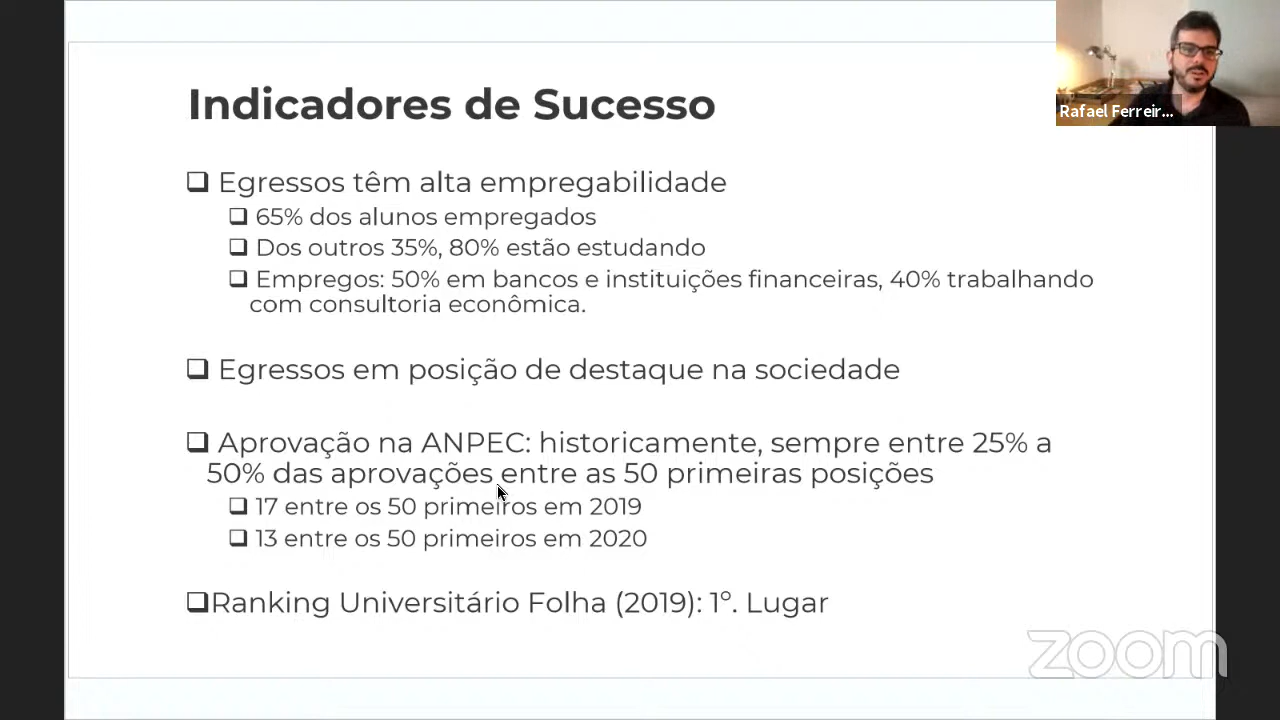 Indicadores de Sucesso
Rafael Ferreir...
❑ Egressos têm alta empregabilidade
❑ 65% dos alunos empregados
❑ Dos outros 35%, 80% estão estudando
❑ Empregos: 50% em bancos e instituições financeiras, 40% trabalhando
com consultoria econômica.
❑ Egressos em posição de destaque na sociedade
❑ Aprovação na ANPEC: historicamente, sempre entre 25% a
50% das aprovações entre as 50 primeiras posições
❑ 17 entre os 50 primeiros em 2019
❑ 13 entre os 50 primeiros em 2020
❑Ranking Universitário Folha (2019): 1º. Lugar
zoom